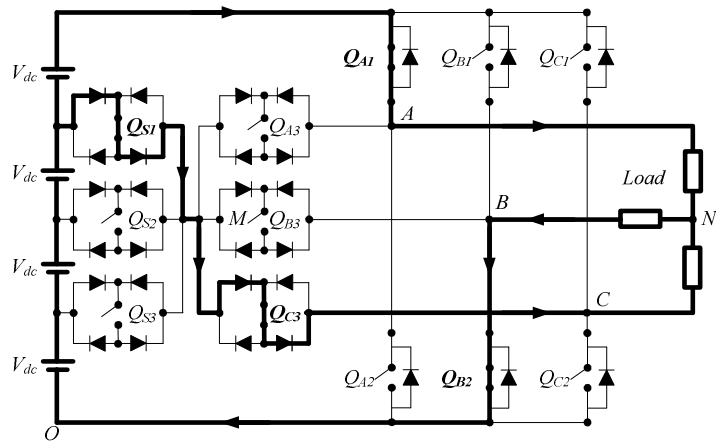 Q_A1 Q_B1 Q_C1
V_dc
Q_S1 Q_A3 A
V_dc Load
Q_S2 M Q_B3 B N
V_dc
Q_S3 Q_C3 C
V_dc Q_A2 Q_B2 Q_C2
O